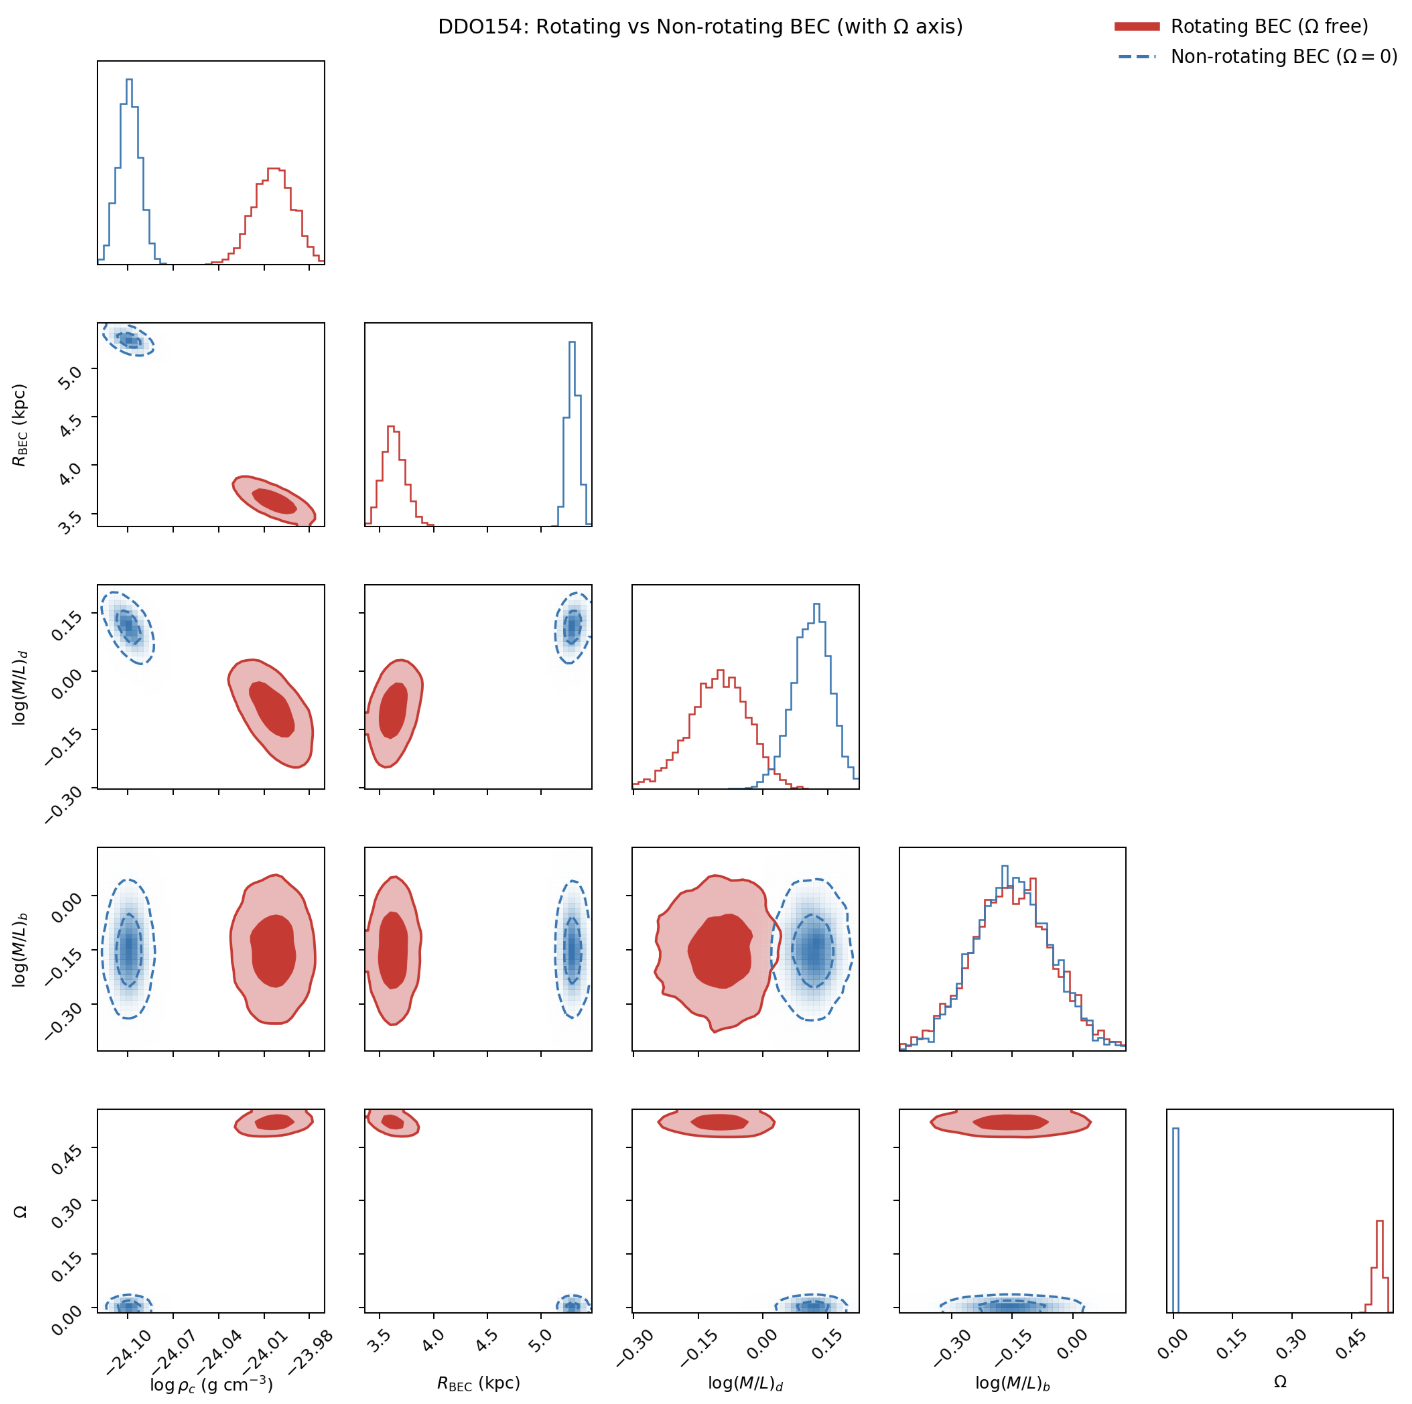 DDO154: Rotating vs Non-rotating BEC (with Ω axis)
Rotating BEC (Ω free)
Non-rotating BEC (Ω = 0)
R_BEC (kpc)
5.0
4.5
4.0
3.5
log(M/L)_d
0.15
0.00
−0.15
−0.30
log(M/L)_b
0.00
−0.15
−0.30
Ω
0.45
0.30
0.15
0.00
−24.10
−24.07
−24.04
−24.01
−23.98
log ρ_c (g cm⁻³)
3.5
4.0
4.5
5.0
R_BEC (kpc)
−0.30
−0.15
0.00
0.15
log(M/L)_d
−0.30
−0.15
0.00
log(M/L)_b
0.00
0.15
0.30
0.45
Ω